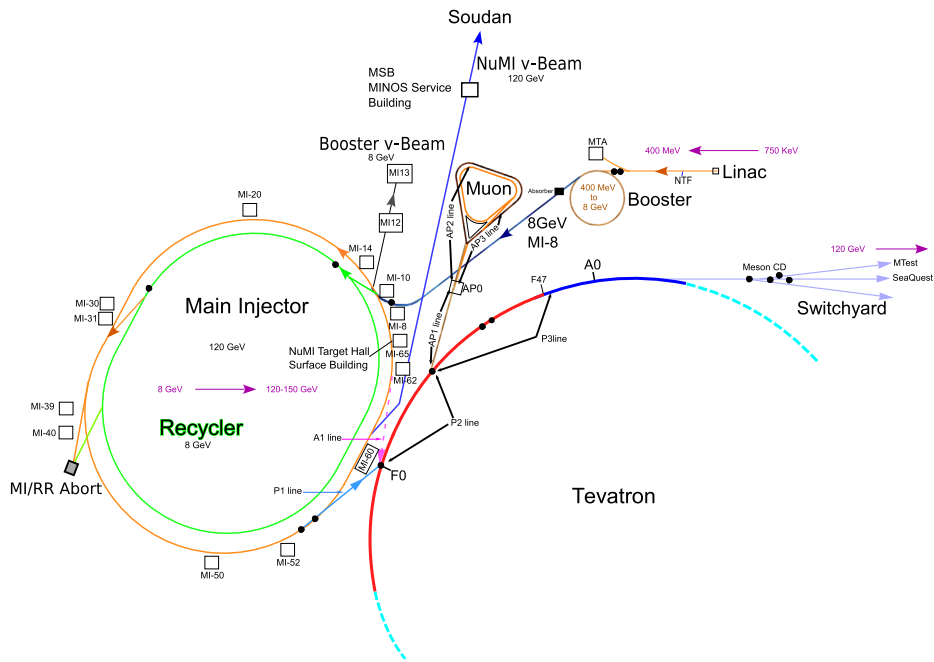 Soudan
NuMI v-Beam
120 GeV
MSB
MINOS Service
Building
Booster v-Beam
8 GeV
MI13
MI12
MTA
400 MeV
750 KeV
NTF
Linac
400 MeV
to
8 GeV
Booster
Absorber
8GeV
MI-8
Muon
AP2 line
AP3 line
AP0
AP1 line
MI-20
MI-14
MI-10
MI-8
MI-65
MI-62
MI-30
MI-31
Main Injector
120 GeV
NuMI Target Hall
Surface Building
8 GeV
120-150 GeV
Recycler
8 GeV
MI-39
MI-40
MI/RR Abort
A1 line
P1 line
MI-60
F0
P2 line
P3line
F47
A0
120 GeV
Meson CD
MTest
SeaQuest
Switchyard
Tevatron
MI-52
MI-50